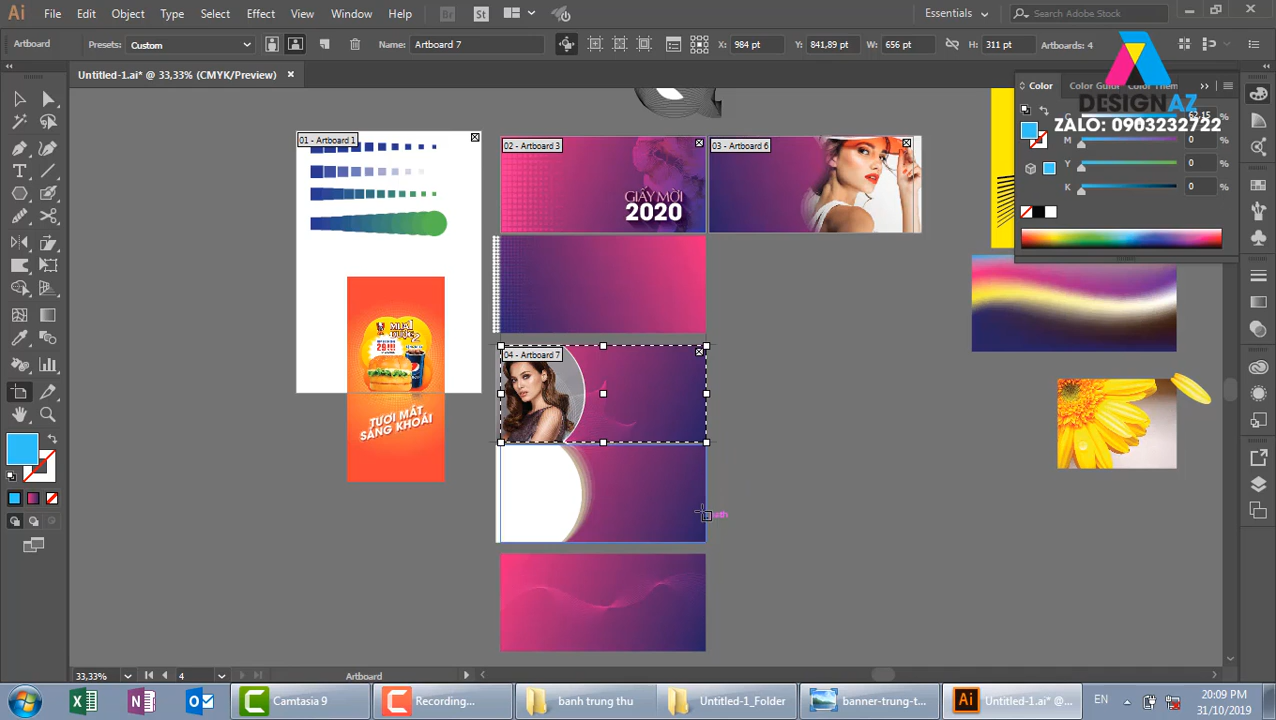 Ai File Edit Object Type Select Effect View Window Help Br St Essentials Search Adobe Stock
Artboard Presets: Custom Name: Artboard 7 X: 984 pt Y: 841,89 pt W: 656 pt H: 311 pt Artboards: 4
Untitled-1.ai* @ 33,33% (CMYK/Preview)
Color Color Guide
DESIGNAZ
ZALO: 0903232722
M 0 %
Y 0 %
K 0 %
01 - Artboard 1
02 - Artboard 3
03 - Artboard 6
GIẤY MỜI
2020
04 - Artboard 7
TƯƠI MÁT
SẢNG KHOÁI
33,33% 4 Artboard
Camtasia 9 Recording... banh trung thu Untitled-1_Folder banner-trung-t... Ai Untitled-1.ai* @... EN 20:09 PM
31/10/2019